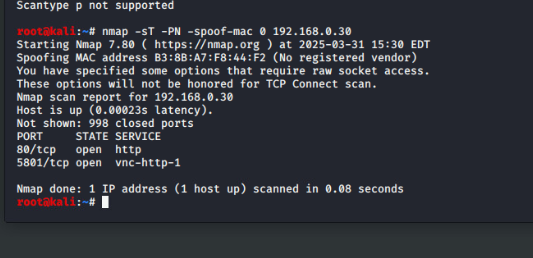 Scantype p not supported
root@kali:~# nmap -sT -PN -spoof-mac 0 192.168.0.30
Starting Nmap 7.80 ( https://nmap.org ) at 2025-03-31 15:30 EDT
Spoofing MAC address B3:8B:A7:F8:44:F2 (No registered vendor)
You have specified some options that require raw socket access.
These options will not be honored for TCP Connect scan.
Nmap scan report for 192.168.0.30
Host is up (0.00023s latency).
Not shown: 998 closed ports
PORT     STATE SERVICE
80/tcp   open  http
5801/tcp open  vnc-http-1
Nmap done: 1 IP address (1 host up) scanned in 0.08 seconds
root@kali:~#